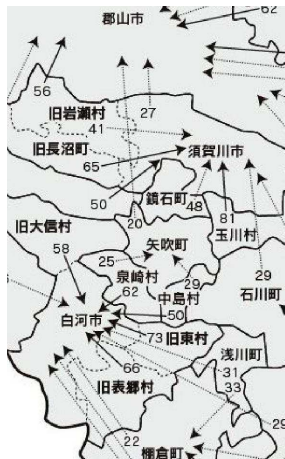 郡山市
62
56
旧岩瀬村
27
41
旧長沼町
65
須賀川市
50
鏡石町
48
旧大信村
20
81
玉川村
矢吹町
58
25
泉崎村
29
29
62
中島村
石川町
白河市
50
73
旧東村
浅川町
66
31
旧表郷村
33
22
29
棚倉町